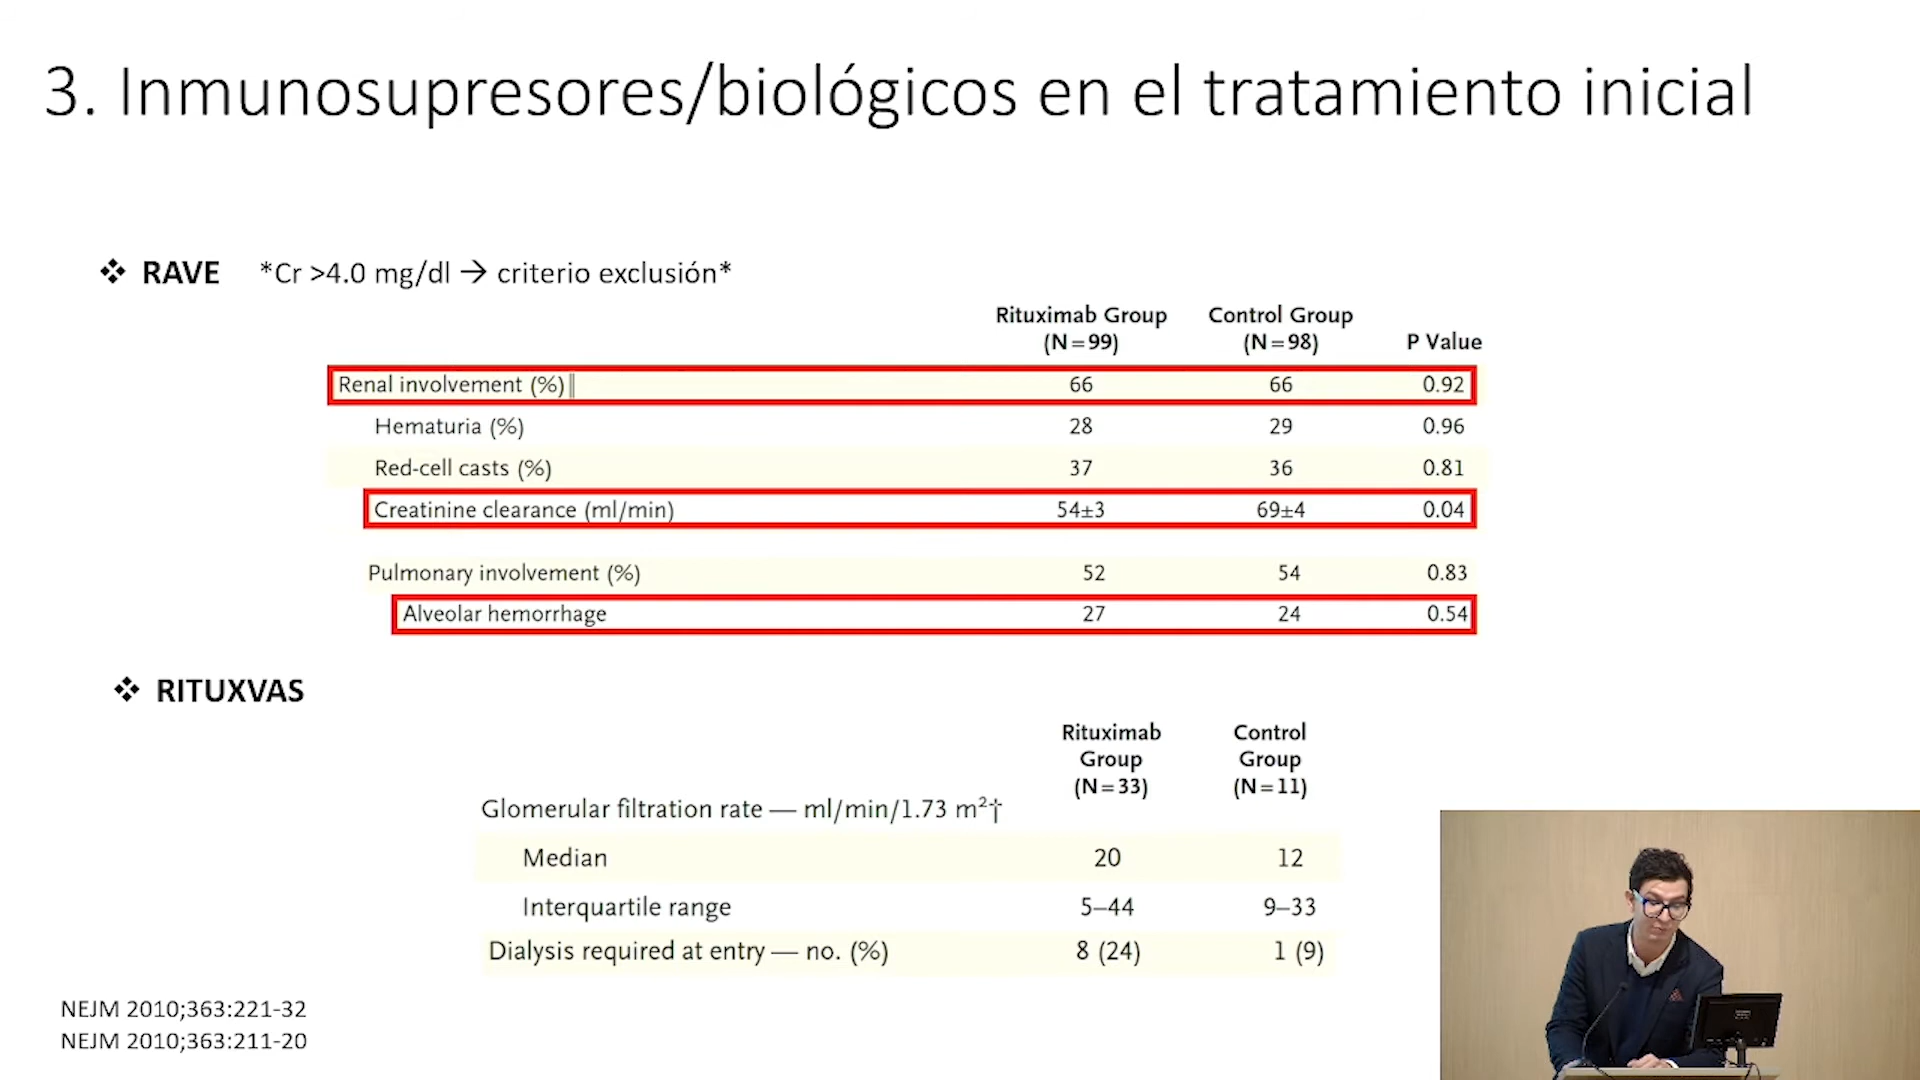 3. Inmunosupresores/biológicos en el tratamiento inicial
❖ RAVE *Cr >4.0 mg/dl → criterio exclusión*
Rituximab Group (N=99) Control Group (N=98) P Value
Renal involvement (%)‖ 66 66 0.92
Hematuria (%) 28 29 0.96
Red-cell casts (%) 37 36 0.81
Creatinine clearance (ml/min) 54±3 69±4 0.04
Pulmonary involvement (%) 52 54 0.83
Alveolar hemorrhage 27 24 0.54
❖ RITUXVAS
Rituximab Group (N=33) Control Group (N=11)
Glomerular filtration rate — ml/min/1.73 m²†
Median 20 12
Interquartile range 5–44 9–33
Dialysis required at entry — no. (%) 8 (24) 1 (9)
NEJM 2010;363:221-32
NEJM 2010;363:211-20